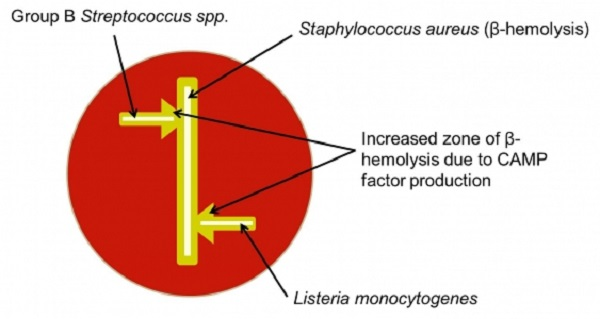 Group B Streptococcus spp.
Staphylococcus aureus (β-hemolysis)
Increased zone of β-
hemolysis due to CAMP
factor production
Listeria monocytogenes